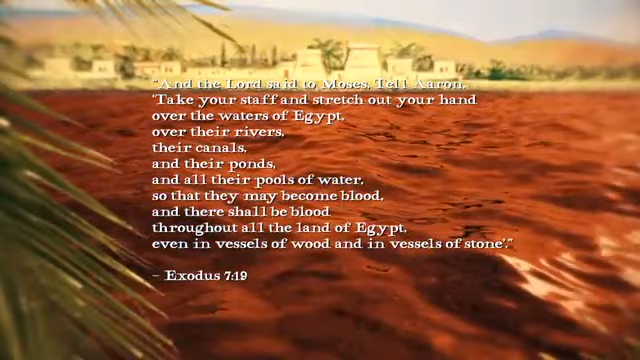 "And the Lord said to Moses, Tell Aaron,
'Take your staff and stretch out your hand
over the waters of Egypt,
over their rivers,
their canals,
and their ponds,
and all their pools of water,
so that they may become blood,
and there shall be blood
throughout all the land of Egypt,
even in vessels of wood and in vessels of stone'."
– Exodus 7:19